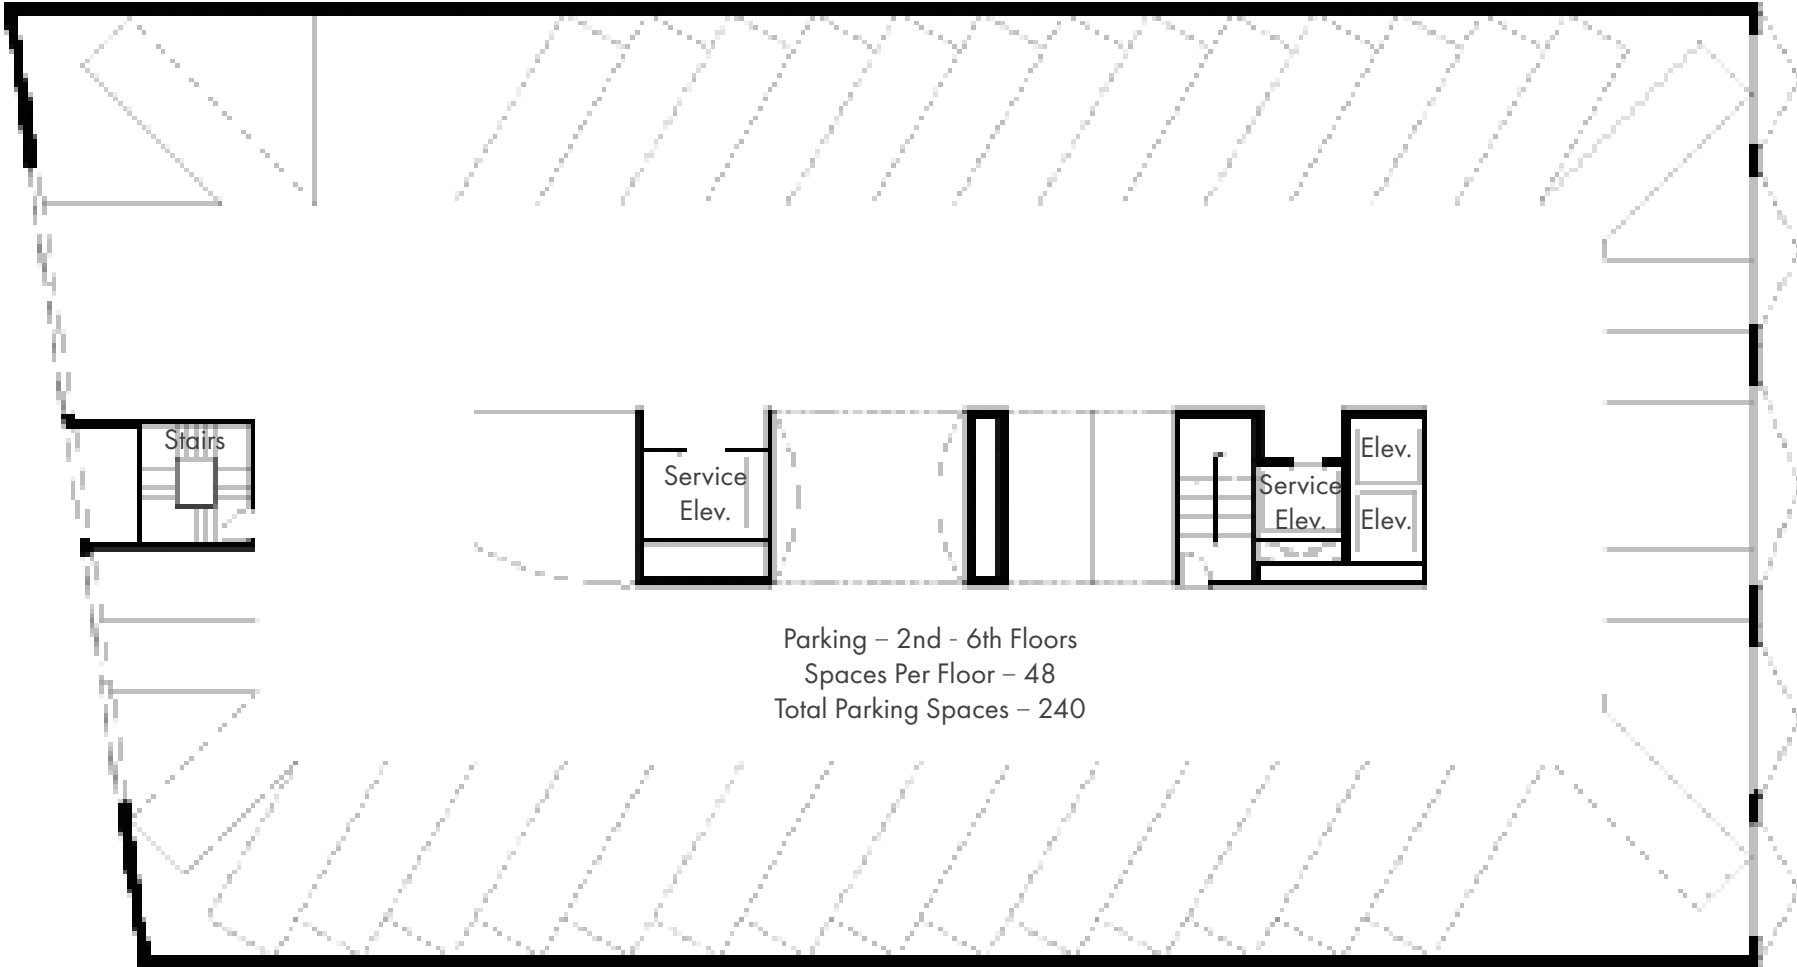 Stairs
Service
Elev.
Service
Elev.
Elev.
Elev.
Parking – 2nd - 6th Floors
Spaces Per Floor – 48
Total Parking Spaces – 240